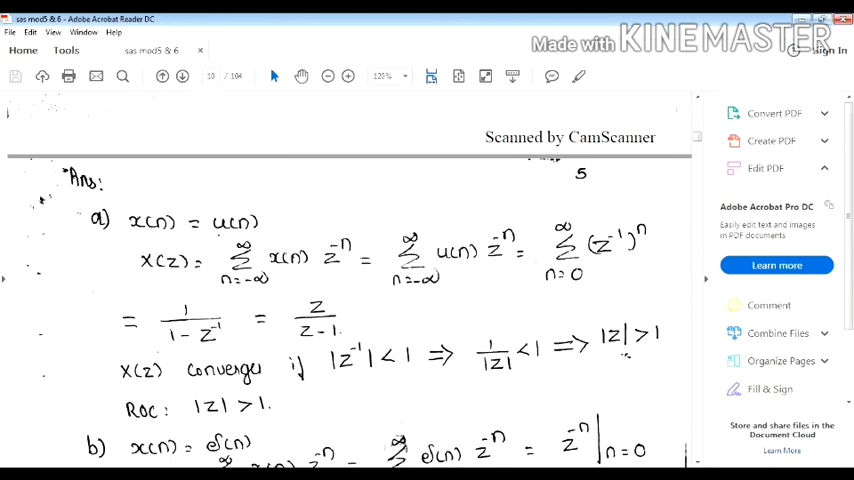 sas mod5 & 6 - Adobe Acrobat Reader DC
File Edit View Window Help
Made with KINEMASTER
Home Tools sas mod5 & 6 × Sign In
10 / 104 128%
Scanned by CamScanner
5
Ans:
a) x(n) = u(n)
X(z) = ∑_{n=-∞}^{∞} x(n) z^{-n} = ∑_{n=-∞}^{∞} u(n) z^{-n} = ∑_{n=0}^{∞} (z^{-1})^n
= 1/(1 - z^{-1}) = z/(z-1).
X(z) converges if |z^{-1}| < 1 ⟹ 1/|z| < 1 ⟹ |z| > 1
ROC: |z| > 1.
b) x(n) = δ(n)
x(n) z^{-n} = ∑^{∞} δ(n) z^{-n} = z^{-n}|_{n=0}
Convert PDF
Create PDF
Edit PDF
Adobe Acrobat Pro DC
Easily edit text and images
in PDF documents
Learn more
Comment
Combine Files
Organize Pages
Fill & Sign
Store and share files in the
Document Cloud
Learn More